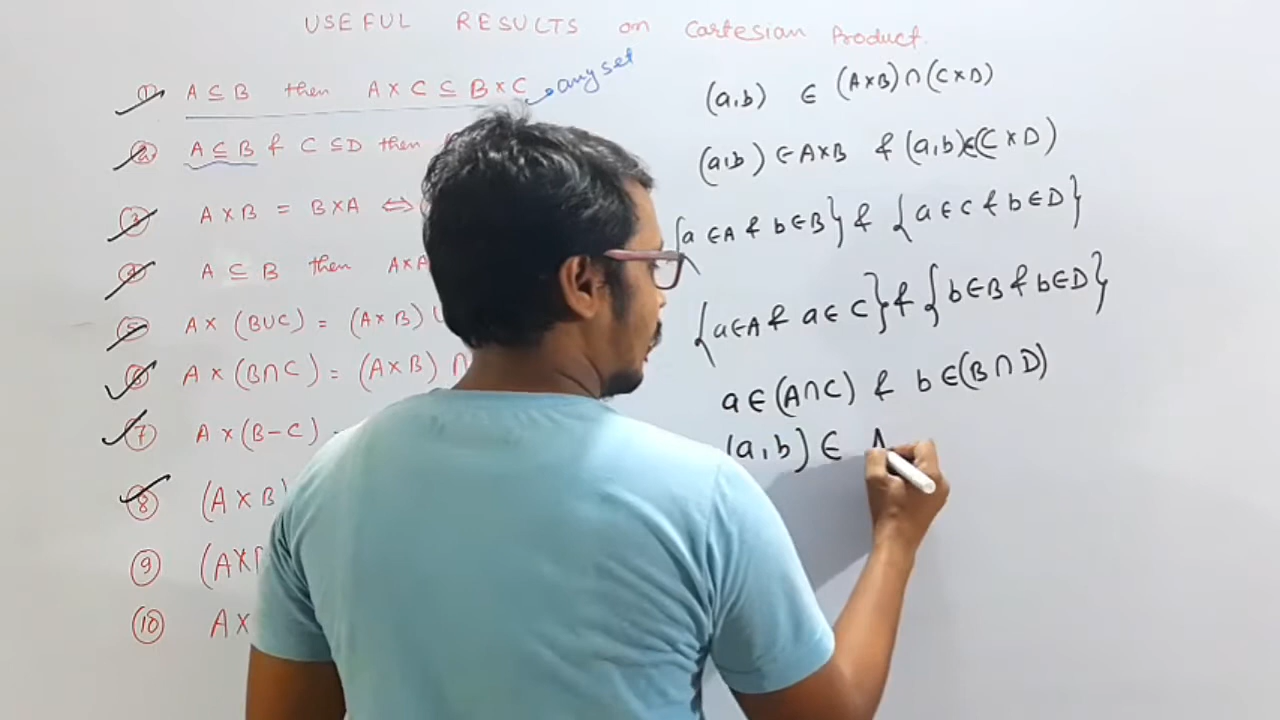 USEFUL RESULTS on Cartesian Product.
① A ⊆ B then A × C ⊆ B × C any set
② A ⊆ B & C ⊆ D then
③ A × B = B × A ⇔
④ A ⊆ B then A × A
⑤ A × (B ∪ C) = (A × B) ∪
⑥ A × (B ∩ C) = (A × B) ∩
⑦ A × (B − C)
⑧ (A × B)
⑨ (A ×
⑩ A ×
(a,b) ∈ (A×B) ∩ (C×D)
(a,b) ∈ A×B & (a,b) ∈ (C × D)
{a ∈ A & b ∈ B} & {a ∈ C & b ∈ D}
{a ∈ A & a ∈ C} & {b ∈ B & b ∈ D}
a ∈ (A ∩ C) & b ∈ (B ∩ D)
(a,b) ∈ A